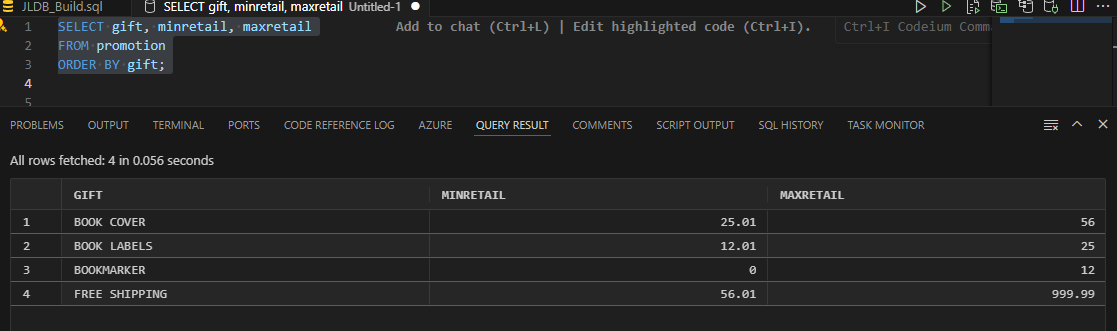 JLDB_Build.sql SELECT gift, minretail, maxretail Untitled-1
1 SELECT gift, minretail, maxretail Add to chat (Ctrl+L) | Edit highlighted code (Ctrl+I). Ctrl+I Codeium Comm
2 FROM promotion
3 ORDER BY gift;
4
5
PROBLEMS OUTPUT TERMINAL PORTS CODE REFERENCE LOG AZURE QUERY RESULT COMMENTS SCRIPT OUTPUT SQL HISTORY TASK MONITOR
All rows fetched: 4 in 0.056 seconds
GIFT MINRETAIL MAXRETAIL
1 BOOK COVER 25.01 56
2 BOOK LABELS 12.01 25
3 BOOKMARKER 0 12
4 FREE SHIPPING 56.01 999.99